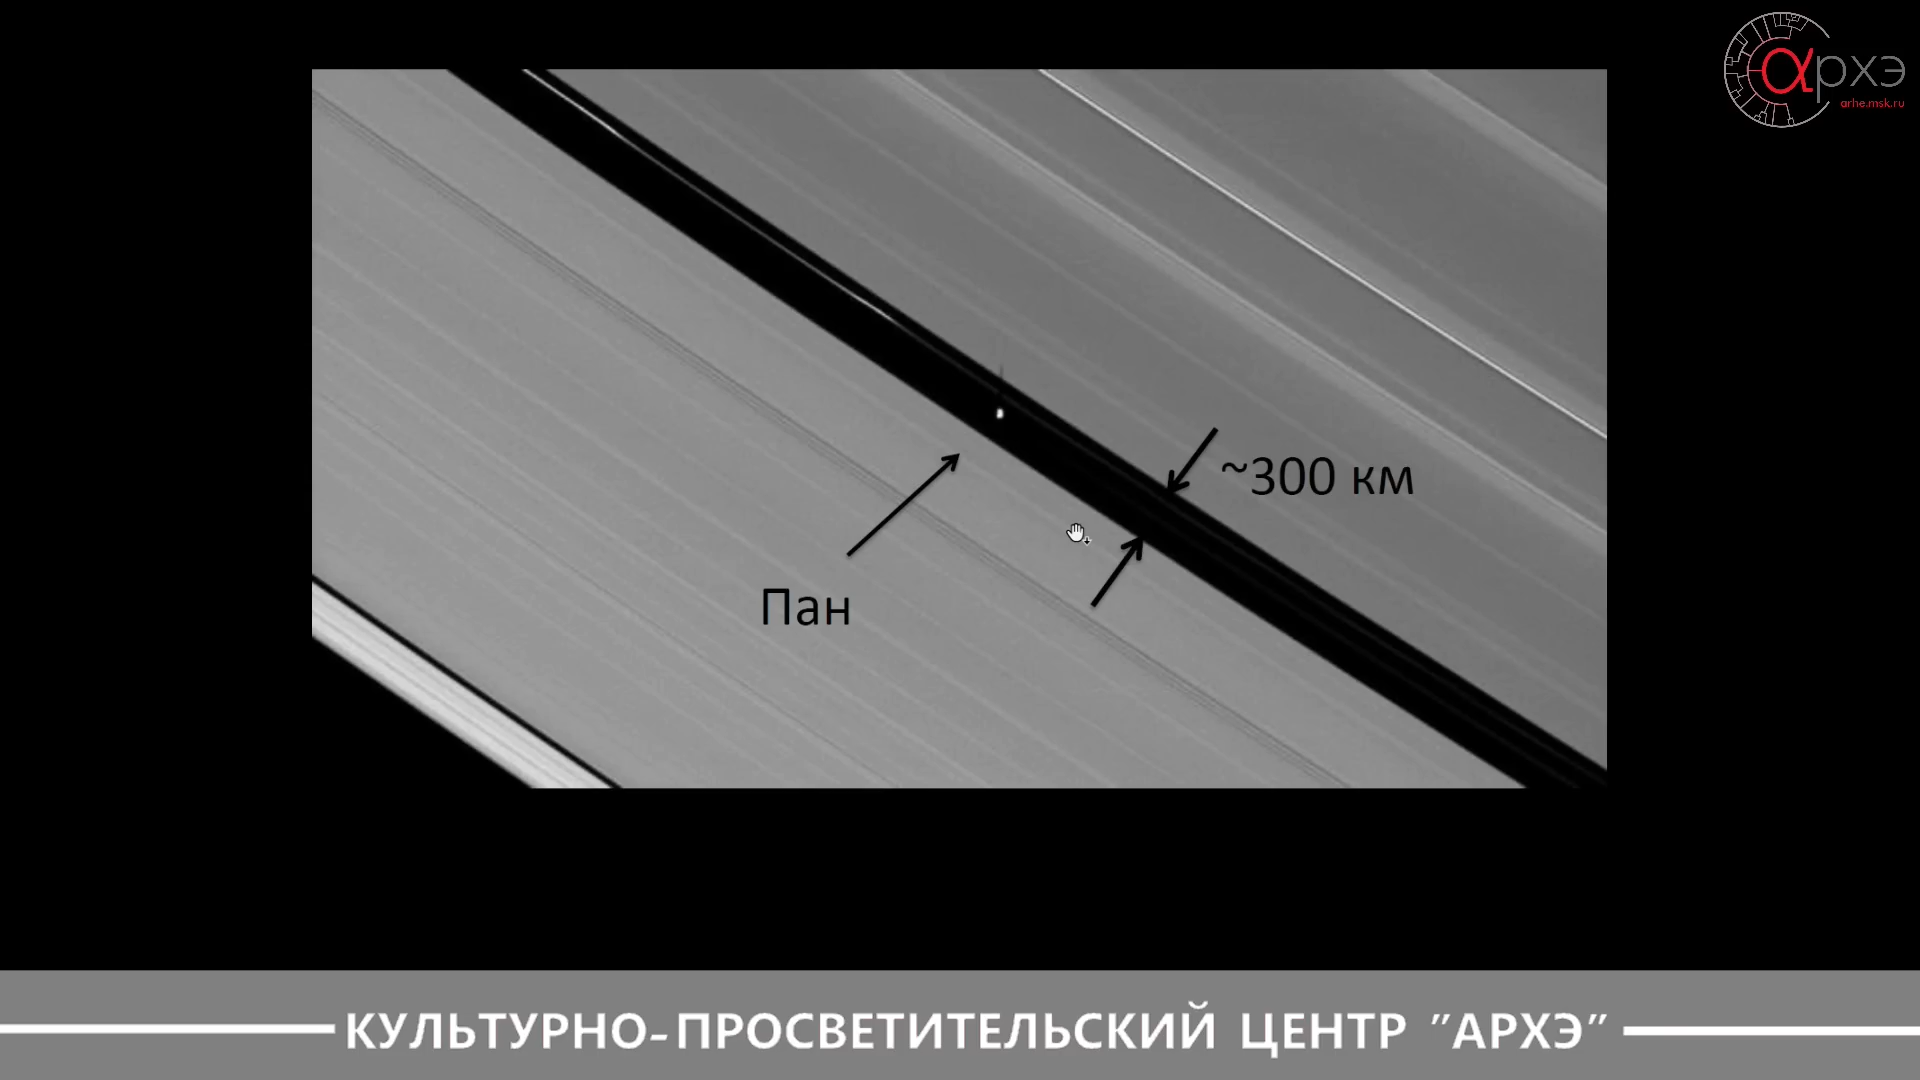 αрхэ
arhe.msk.ru
~300 км
Пан
КУЛЬТУРНО-ПРОСВЕТИТЕЛЬСКИЙ ЦЕНТР "АРХЭ"